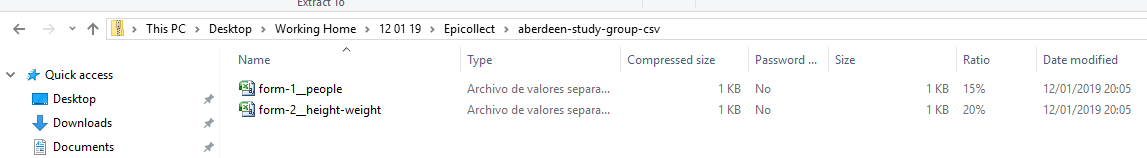 Extract To
This PC > Desktop > Working Home > 12 01 19 > Epicollect > aberdeen-study-group-csv
Name Type Compressed size Password ... Size Ratio Date modified
Quick access
form-1__people Archivo de valores separa... 1 KB No 1 KB 15% 12/01/2019 20:05
Desktop
form-2__height-weight Archivo de valores separa... 1 KB No 1 KB 20% 12/01/2019 20:05
Downloads
Documents